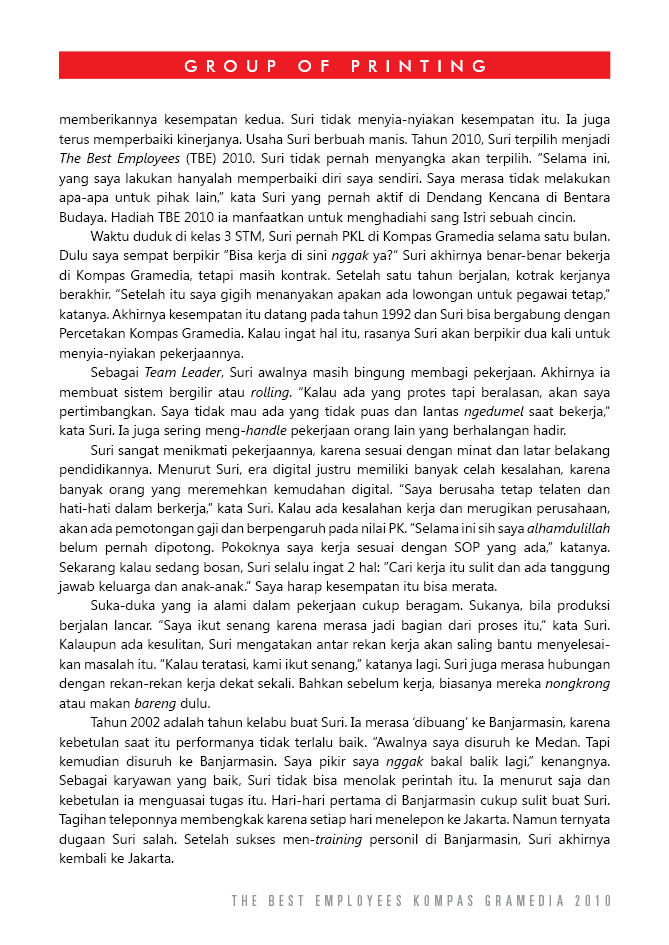 GROUP OF PRINTING
memberikannya kesempatan kedua. Suri tidak menyia-nyiakan kesempatan itu. Ia juga
terus memperbaiki kinerjanya. Usaha Suri berbuah manis. Tahun 2010, Suri terpilih menjadi
The Best Employees (TBE) 2010. Suri tidak pernah menyangka akan terpilih. “Selama ini,
yang saya lakukan hanyalah memperbaiki diri saya sendiri. Saya merasa tidak melakukan
apa-apa untuk pihak lain,” kata Suri yang pernah aktif di Dendang Kencana di Bentara
Budaya. Hadiah TBE 2010 ia manfaatkan untuk menghadiahi sang Istri sebuah cincin.
Waktu duduk di kelas 3 STM, Suri pernah PKL di Kompas Gramedia selama satu bulan.
Dulu saya sempat berpikir “Bisa kerja di sini nggak ya?” Suri akhirnya benar-benar bekerja
di Kompas Gramedia, tetapi masih kontrak. Setelah satu tahun berjalan, kotrak kerjanya
berakhir. “Setelah itu saya gigih menanyakan apakan ada lowongan untuk pegawai tetap,”
katanya. Akhirnya kesempatan itu datang pada tahun 1992 dan Suri bisa bergabung dengan
Percetakan Kompas Gramedia. Kalau ingat hal itu, rasanya Suri akan berpikir dua kali untuk
menyia-nyiakan pekerjaannya.
Sebagai Team Leader, Suri awalnya masih bingung membagi pekerjaan. Akhirnya ia
membuat sistem bergilir atau rolling. “Kalau ada yang protes tapi beralasan, akan saya
pertimbangkan. Saya tidak mau ada yang tidak puas dan lantas ngedumel saat bekerja,”
kata Suri. Ia juga sering meng-handle pekerjaan orang lain yang berhalangan hadir.
Suri sangat menikmati pekerjaannya, karena sesuai dengan minat dan latar belakang
pendidikannya. Menurut Suri, era digital justru memiliki banyak celah kesalahan, karena
banyak orang yang meremehkan kemudahan digital. “Saya berusaha tetap telaten dan
hati-hati dalam berkerja,” kata Suri. Kalau ada kesalahan kerja dan merugikan perusahaan,
akan ada pemotongan gaji dan berpengaruh pada nilai PK. “Selama ini sih saya alhamdulillah
belum pernah dipotong. Pokoknya saya kerja sesuai dengan SOP yang ada,” katanya.
Sekarang kalau sedang bosan, Suri selalu ingat 2 hal: “Cari kerja itu sulit dan ada tanggung
jawab keluarga dan anak-anak.” Saya harap kesempatan itu bisa merata.
Suka-duka yang ia alami dalam pekerjaan cukup beragam. Sukanya, bila produksi
berjalan lancar. “Saya ikut senang karena merasa jadi bagian dari proses itu,” kata Suri.
Kalaupun ada kesulitan, Suri mengatakan antar rekan kerja akan saling bantu menyelesai-
kan masalah itu. “Kalau teratasi, kami ikut senang,” katanya lagi. Suri juga merasa hubungan
dengan rekan-rekan kerja dekat sekali. Bahkan sebelum kerja, biasanya mereka nongkrong
atau makan bareng dulu.
Tahun 2002 adalah tahun kelabu buat Suri. Ia merasa ‘dibuang’ ke Banjarmasin, karena
kebetulan saat itu performanya tidak terlalu baik. “Awalnya saya disuruh ke Medan. Tapi
kemudian disuruh ke Banjarmasin. Saya pikir saya nggak bakal balik lagi,” kenangnya.
Sebagai karyawan yang baik, Suri tidak bisa menolak perintah itu. Ia menurut saja dan
kebetulan ia menguasai tugas itu. Hari-hari pertama di Banjarmasin cukup sulit buat Suri.
Tagihan teleponnya membengkak karena setiap hari menelepon ke Jakarta. Namun ternyata
dugaan Suri salah. Setelah sukses men-training personil di Banjarmasin, Suri akhirnya
kembali ke Jakarta.
THE BEST EMPLOYEES KOMPAS GRAMEDIA 2010